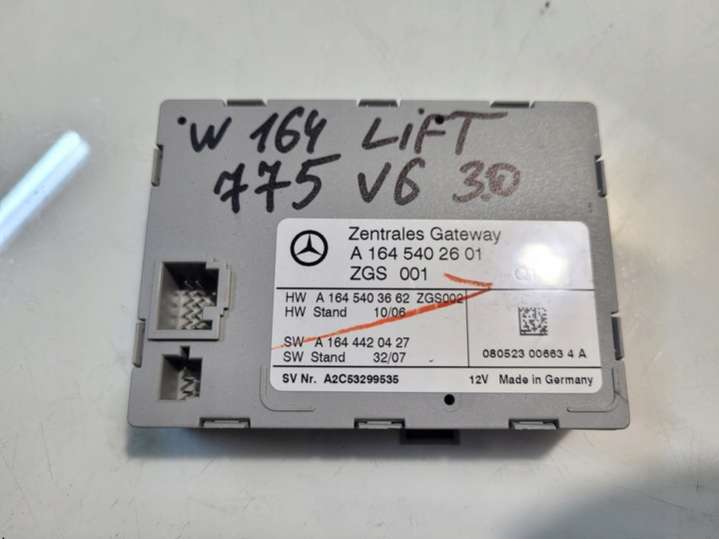 W 164 LIFT
775 V6 3.0
Zentrales Gateway
A 164 540 26 01
ZGS 001
HW A 164 540 36 62 ZGS002
HW Stand 10/06
SW A 164 442 04 27
SW Stand 32/07
080523 00663 4 A
SV Nr. A2C53299535 12V Made in Germany